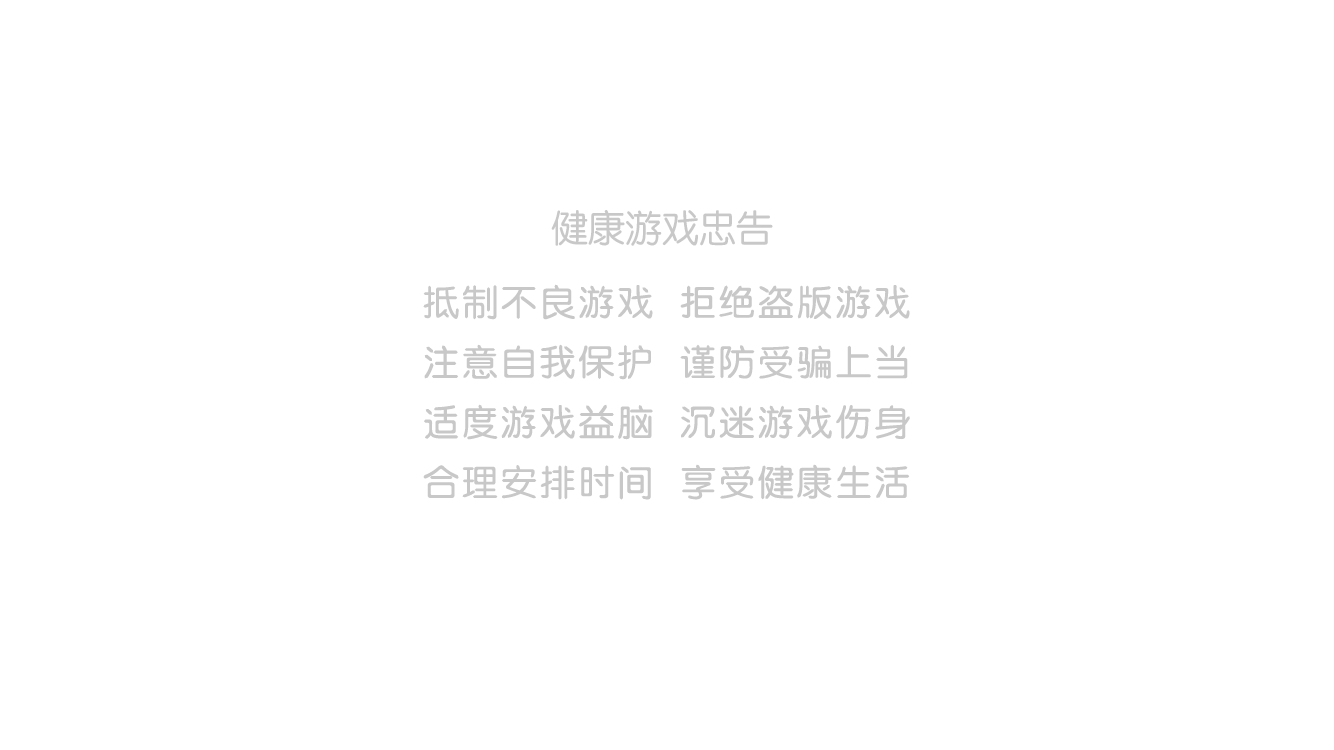 健康游戏忠告
抵制不良游戏 拒绝盗版游戏
注意自我保护 谨防受骗上当
适度游戏益脑 沉迷游戏伤身
合理安排时间 享受健康生活